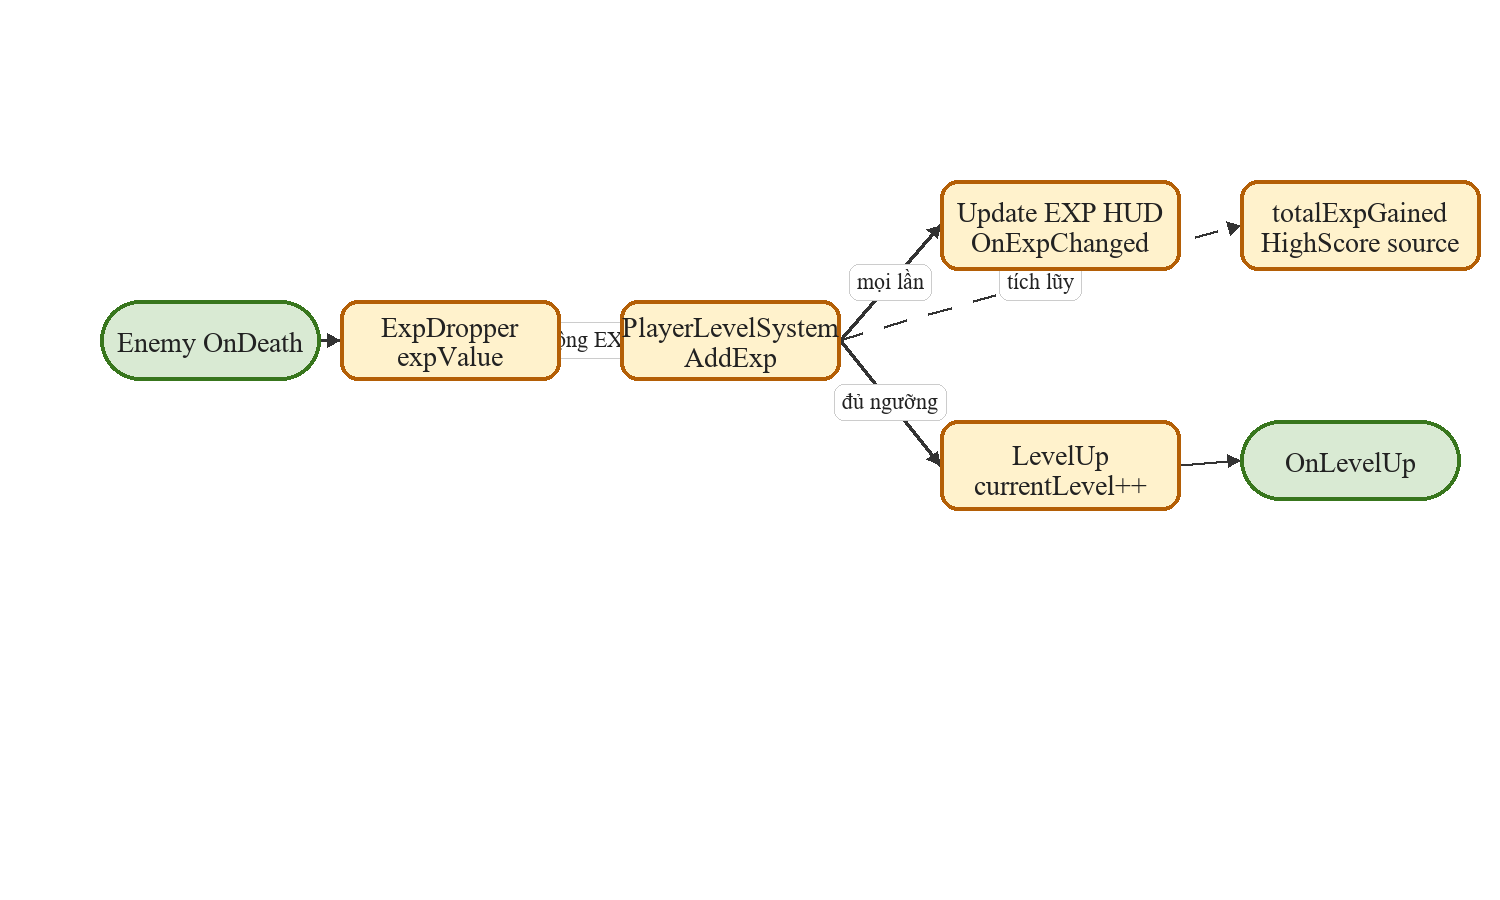 Enemy OnDeath
ExpDropper
expValue
EX
PlayerLevelSystem
AddExp
mọi lần
Update EXP HUD
OnExpChanged
tích lũy
totalExpGained
HighScore source
đủ ngưỡng
LevelUp
currentLevel++
OnLevelUp